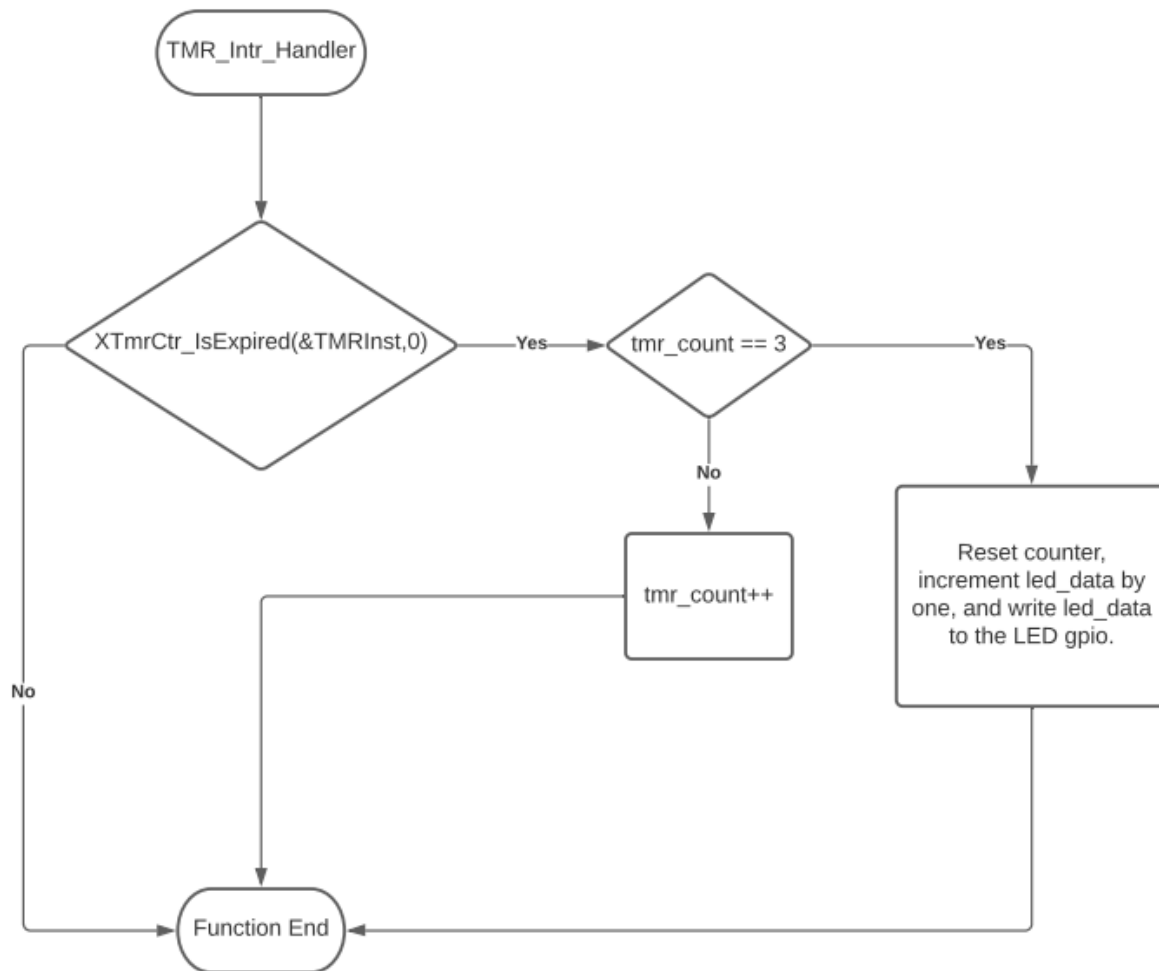 TMR_Intr_Handler
XTmrCtr_IsExpired(&TMRInst,0)
Yes
tmr_count == 3
Yes
No
Reset counter,
increment led_data by
one, and write led_data
to the LED gpio.
tmr_count++
No
Function End